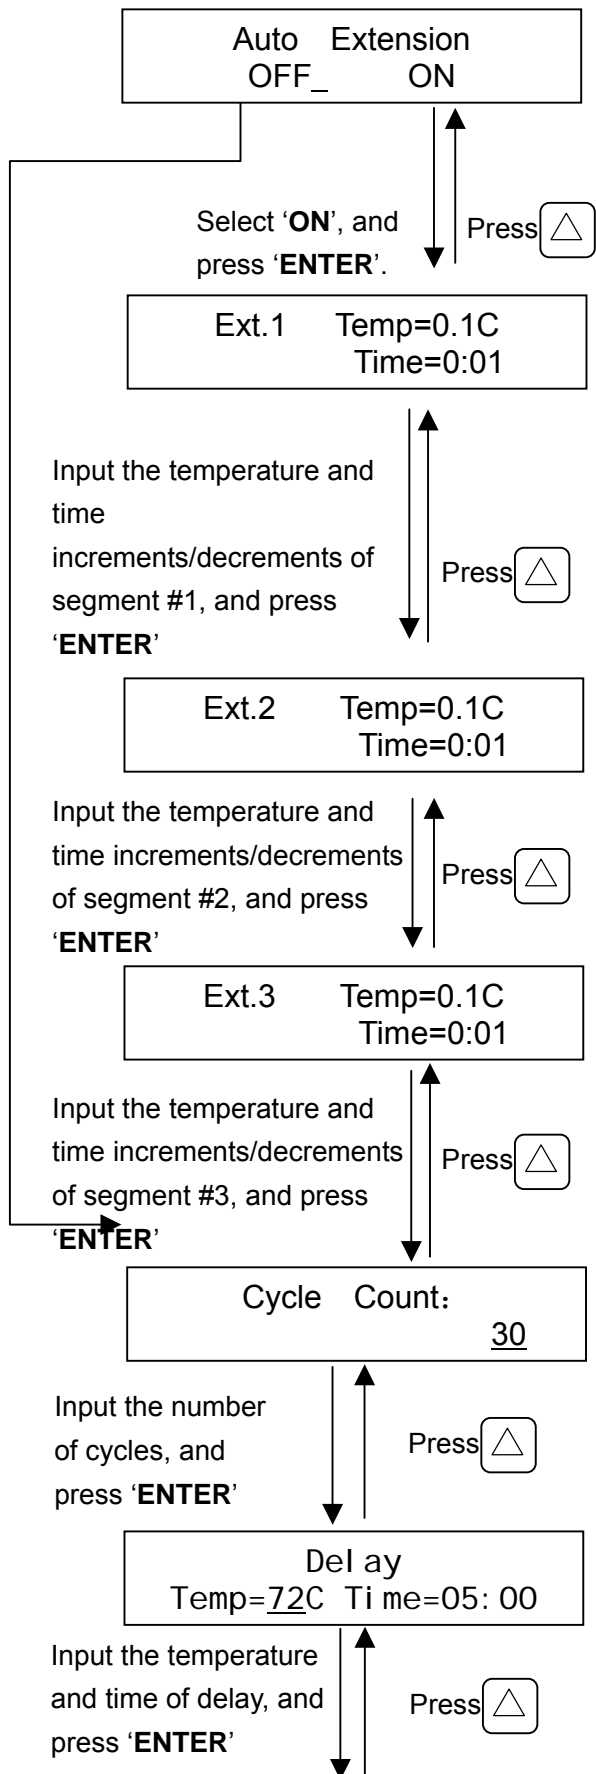 Auto Extension
OFF_ ON
Select ‘ON’, and
press ‘ENTER’.
Press
Ext.1 Temp=0.1C
Time=0:01
Input the temperature and
time
increments/decrements of
segment #1, and press
‘ENTER’
Press
Ext.2 Temp=0.1C
Time=0:01
Input the temperature and
time increments/decrements
of segment #2, and press
‘ENTER’
Press
Ext.3 Temp=0.1C
Time=0:01
Input the temperature and
time increments/decrements
of segment #3, and press
‘ENTER’
Press
Cycle Count：
30
Input the number
of cycles, and
press ‘ENTER’
Press
Delay
Temp=72C Time=05:00
Input the temperature
and time of delay, and
press ‘ENTER’
Press